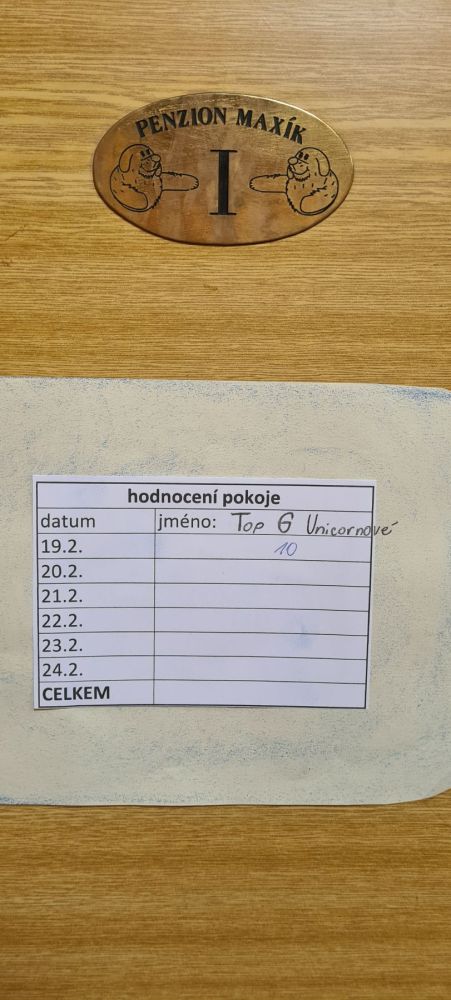 PENZION MAXÍK
I
hodnocení pokoje
datum jméno: Top G Unicornové
19.2. 10
20.2.
21.2.
22.2.
23.2.
24.2.
CELKEM